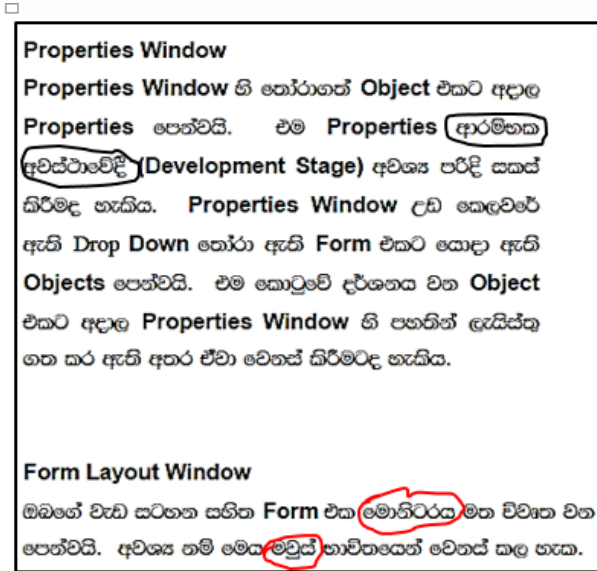 Properties Window
Properties Window හි තෝරාගත් Object එකට අදාල
Properties පෙන්වයි. එම Properties ආරම්භක
අවස්ථාවේදී (Development Stage) අවශ්‍ය පරිදි සකස්
කිරීමද හැකිය. Properties Window උඩ කෙලවරේ
ඇති Drop Down තෝරා ඇති Form එකට යොදා ඇති
Objects පෙන්වයි. එම කොටුවේ දර්ශනය වන Object
එකට අදාල Properties Window හි පහතින් ලැයිස්තු
ගත කර ඇති අතර ඒවා වෙනස් කිරීමටද හැකිය.
Form Layout Window
ඔබගේ වැඩ සටහන සහිත Form එක මොනිටරය මත විවෘත වන
පෙන්වයි. අවශ්‍ය නම් මෙය මවුස් භාවිතයෙන් වෙනස් කල හැක.